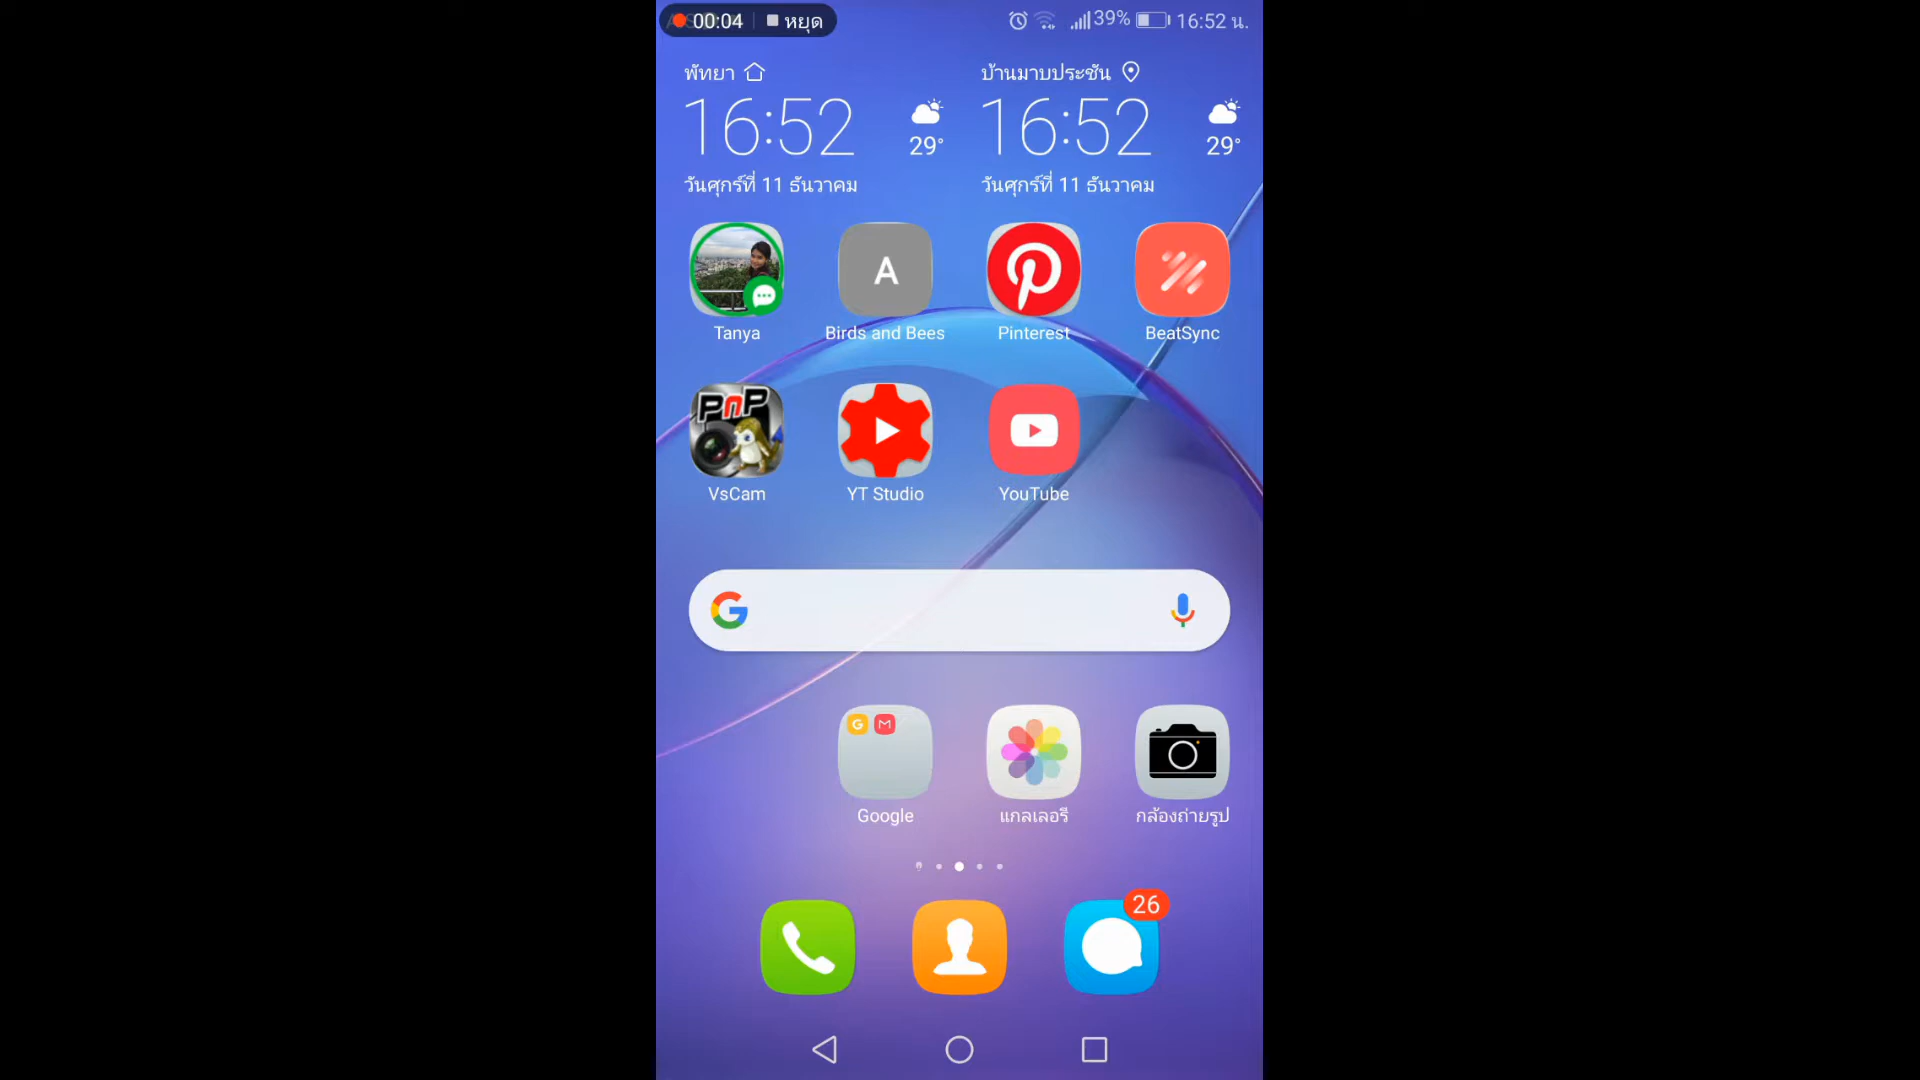 00:04 หยุด 39% 16:52 น.
พัทยา บ้านมาบประชัน
16:52 29° 16:52 29°
วันศุกร์ที่ 11 ธันวาคม วันศุกร์ที่ 11 ธันวาคม
A
PnP
Tanya Birds and Bees Pinterest BeatSync
VsCam YT Studio YouTube
Google แกลเลอรี กล้องถ่ายรูป
26